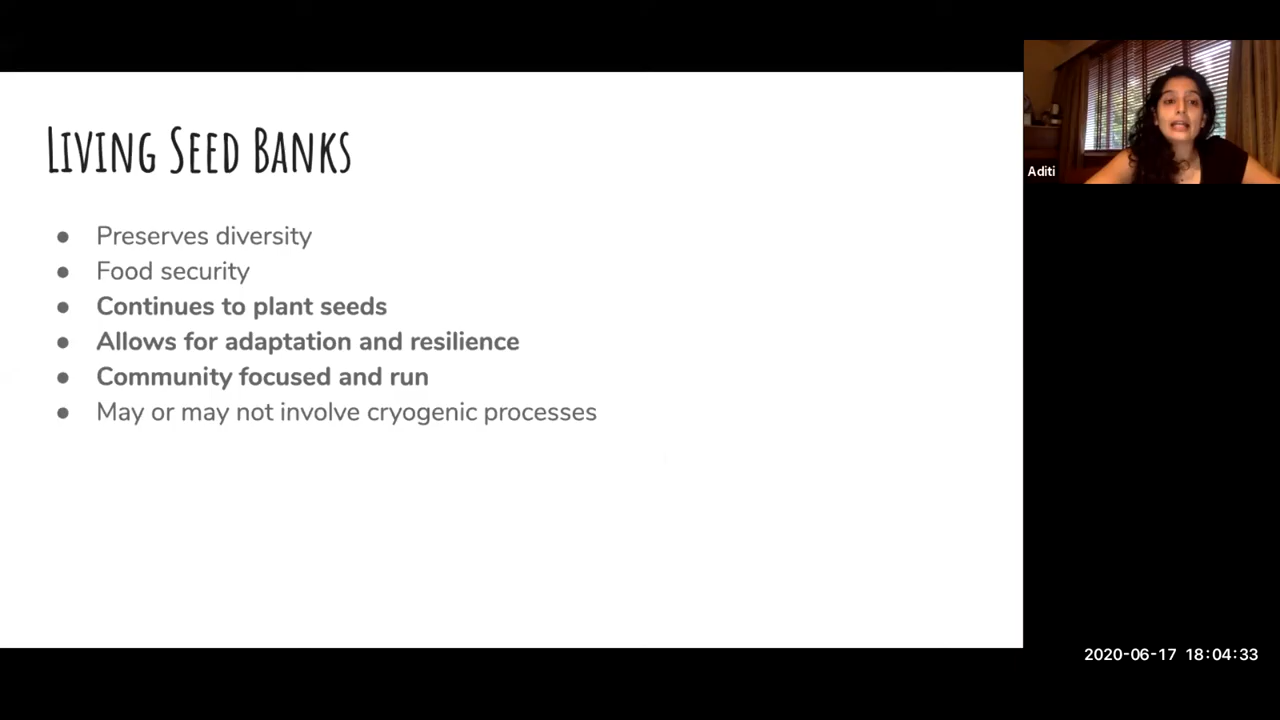 Living Seed Banks
● Preserves diversity
● Food security
● Continues to plant seeds
● Allows for adaptation and resilience
● Community focused and run
● May or may not involve cryogenic processes
Aditi
2020-06-17 18:04:33